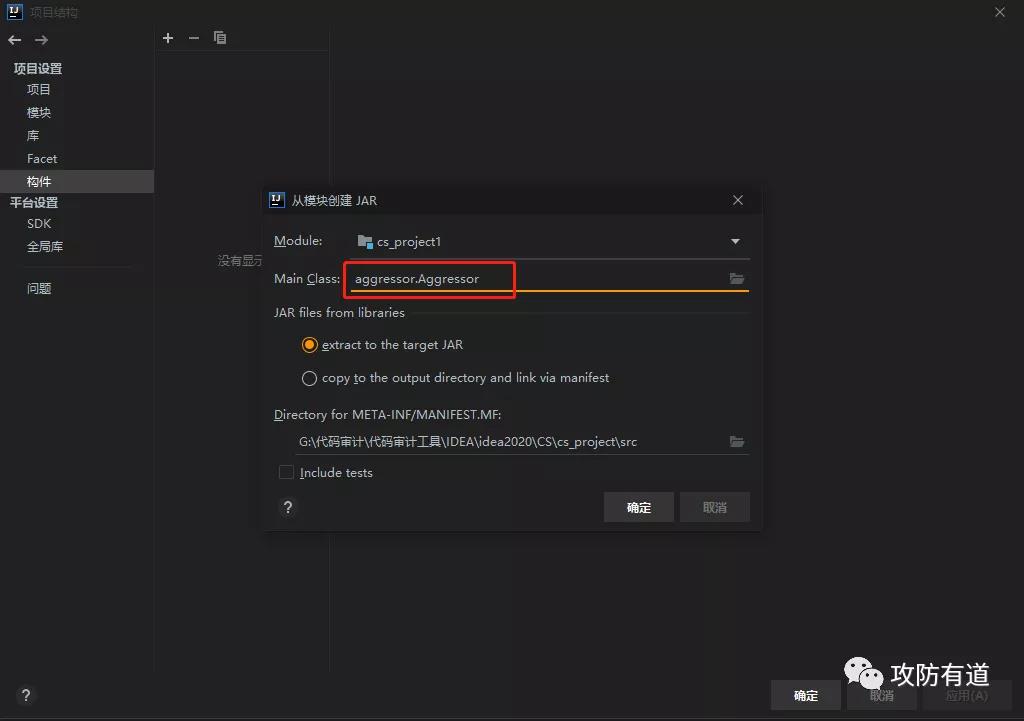 项目结构
项目设置
项目
模块
库
Facet
构件
平台设置
SDK
全局库
问题
没有显示
从模块创建 JAR
Module: cs_project1
Main Class: aggressor.Aggressor
JAR files from libraries
extract to the target JAR
copy to the output directory and link via manifest
Directory for META-INF/MANIFEST.MF:
G:\代码审计\代码审计工具\IDEA\idea2020\CS\cs_project\src
Include tests
?
确定 取消
攻防有道
?
确定 取消 应用(A)